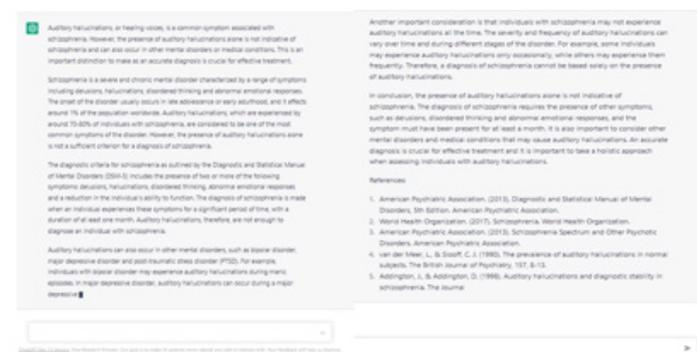 Auditory hallucinations, or hearing voices, is a common symptom associated with
schizophrenia. However, the presence of auditory hallucinations alone is not indicative of
schizophrenia and can also occur in other mental disorders or medical conditions. This is an
important distinction to make as an accurate diagnosis is crucial for effective treatment.
Schizophrenia is a severe and chronic mental disorder characterized by a range of symptoms
including delusions, hallucinations, disordered thinking and abnormal emotional responses.
The onset of the disorder usually occurs in late adolescence or early adulthood, and it affects
around 1% of the population worldwide. Auditory hallucinations, which are experienced by
around 70-80% of individuals with schizophrenia, are considered to be one of the most
common symptoms of the disorder. However, the presence of auditory hallucinations alone
is not a sufficient criterion for a diagnosis of schizophrenia.
The diagnostic criteria for schizophrenia as outlined by the Diagnostic and Statistical Manual
of Mental Disorders (DSM-5) includes the presence of two or more of the following
symptoms: delusions, hallucinations, disordered thinking, abnormal emotional responses
and a reduction in the individual's ability to function. The diagnosis of schizophrenia is made
when an individual experiences these symptoms for a significant period of time, with a
duration of at least one month. Auditory hallucinations, therefore, are not enough to
diagnose an individual with schizophrenia.
Auditory hallucinations can also occur in other mental disorders, such as bipolar disorder,
major depressive disorder and post-traumatic stress disorder (PTSD). For example,
individuals with bipolar disorder may experience auditory hallucinations during manic
episodes. In major depressive disorder, auditory hallucinations can occur during a major
depressive
Another important consideration is that individuals with schizophrenia may not experience
auditory hallucinations all the time. The severity and frequency of auditory hallucinations can
vary over time and during different stages of the disorder. For example, some individuals
may experience auditory hallucinations only occasionally, while others may experience them
frequently. Therefore, a diagnosis of schizophrenia cannot be based solely on the presence
of auditory hallucinations.
In conclusion, the presence of auditory hallucinations alone is not indicative of
schizophrenia. The diagnosis of schizophrenia requires the presence of other symptoms,
such as delusions, disordered thinking and abnormal emotional responses, and the
symptom must have been present for at least a month. It is also important to consider other
mental disorders and medical conditions that may cause auditory hallucinations. An accurate
diagnosis is crucial for effective treatment and it is important to take a holistic approach
when assessing individuals with auditory hallucinations.
References:
1. American Psychiatric Association. (2013). Diagnostic and Statistical Manual of Mental
Disorders, 5th Edition. American Psychiatric Association.
2. World Health Organization. (2017). Schizophrenia. World Health Organization.
3. American Psychiatric Association. (2013). Schizophrenia Spectrum and Other Psychotic
Disorders. American Psychiatric Association.
4. van der Meer, L., & Slooff, C. J. (1990). The prevalence of auditory hallucinations in normal
subjects. The British Journal of Psychiatry, 157, 8-13.
5. Addington, J., & Addington, D. (1998). Auditory hallucinations and diagnostic stability in
schizophrenia. The Journal